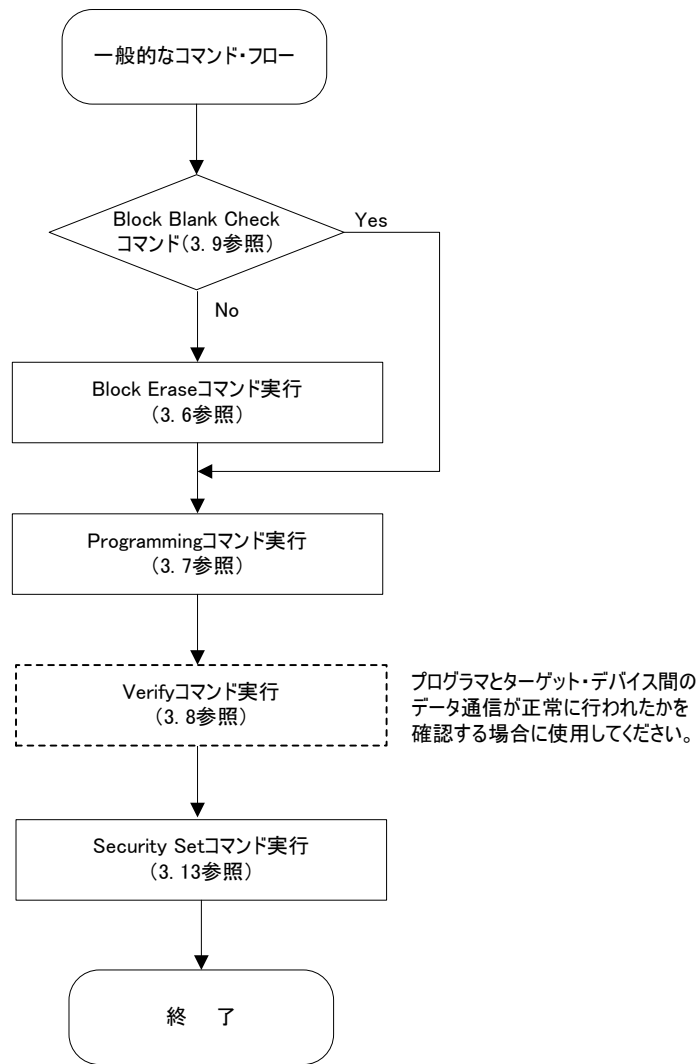 一般的なコマンド・フロー
Block Blank Check
コマンド(3. 9参照)
Yes
No
Block Eraseコマンド実行
(3. 6参照)
Programmingコマンド実行
(3. 7参照)
Verifyコマンド実行
(3. 8参照)
プログラマとターゲット・デバイス間の
データ通信が正常に行われたかを
確認する場合に使用してください。
Security Setコマンド実行
(3. 13参照)
終 了